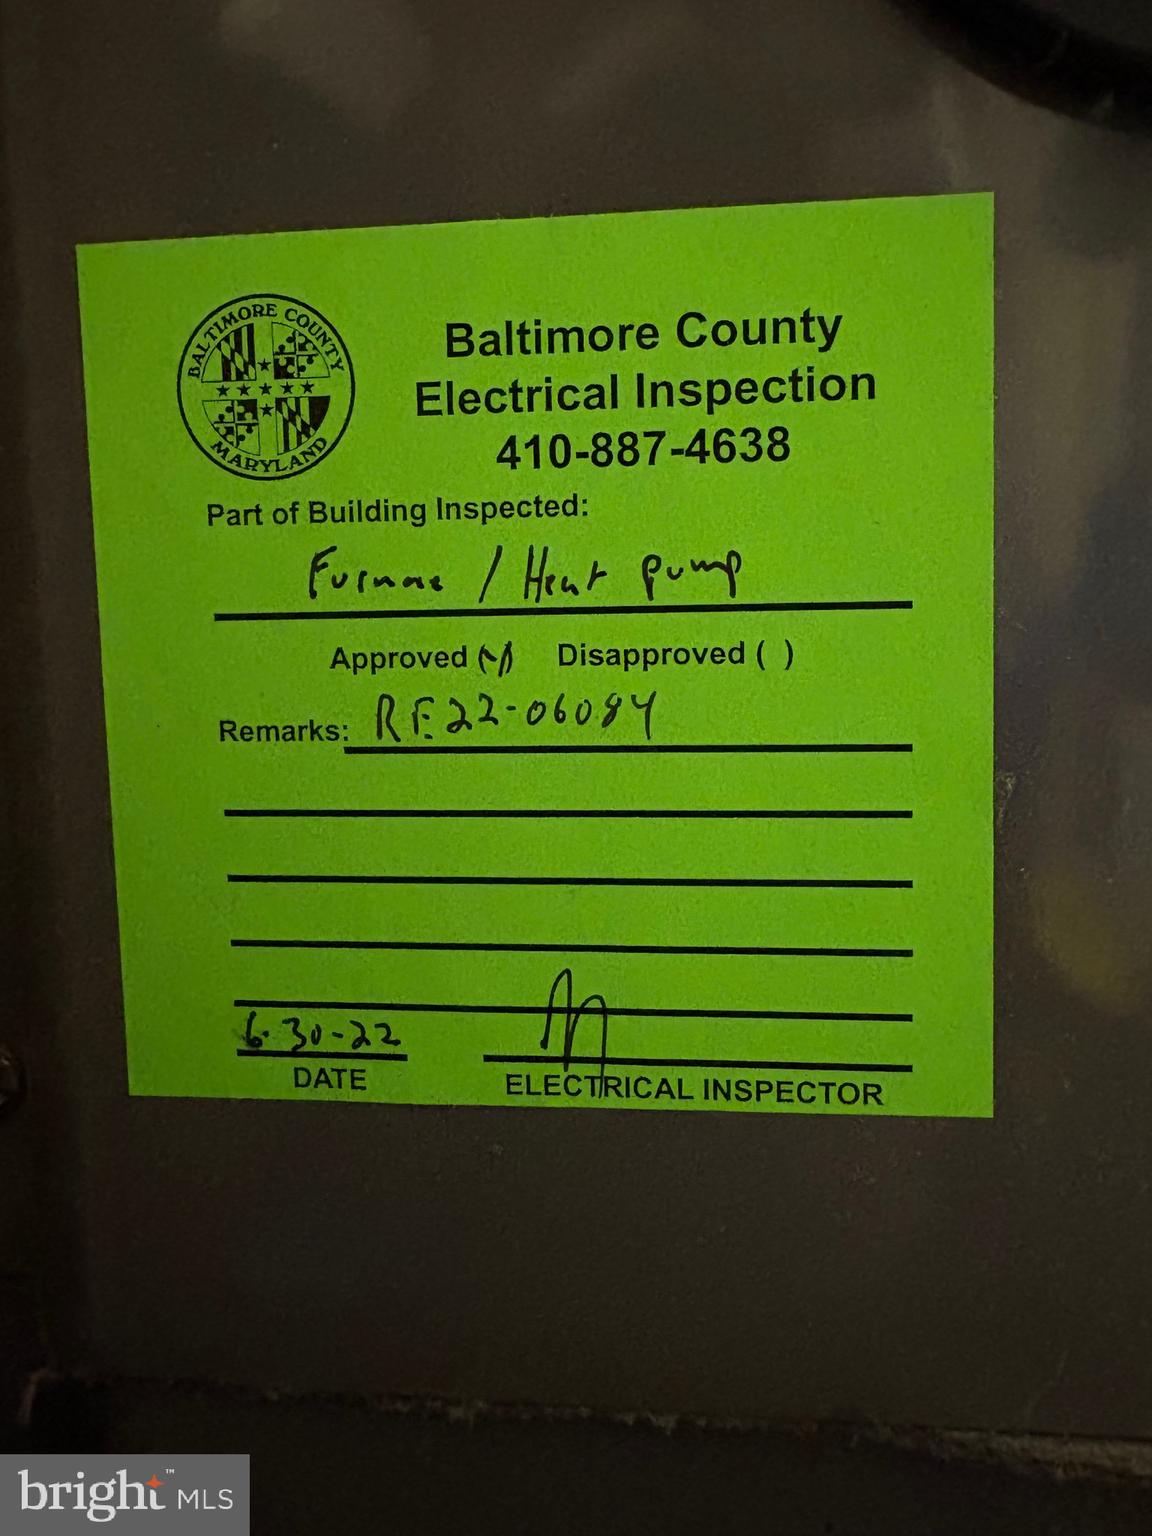 BALTIMORE COUNTY
MARYLAND
Baltimore County
Electrical Inspection
410-887-4638
Part of Building Inspected:
Furnace / Heat pump
Approved (✓) Disapproved ( )
Remarks: RE22-06084
6-30-22
DATE
ELECTRICAL INSPECTOR
bright™ MLS